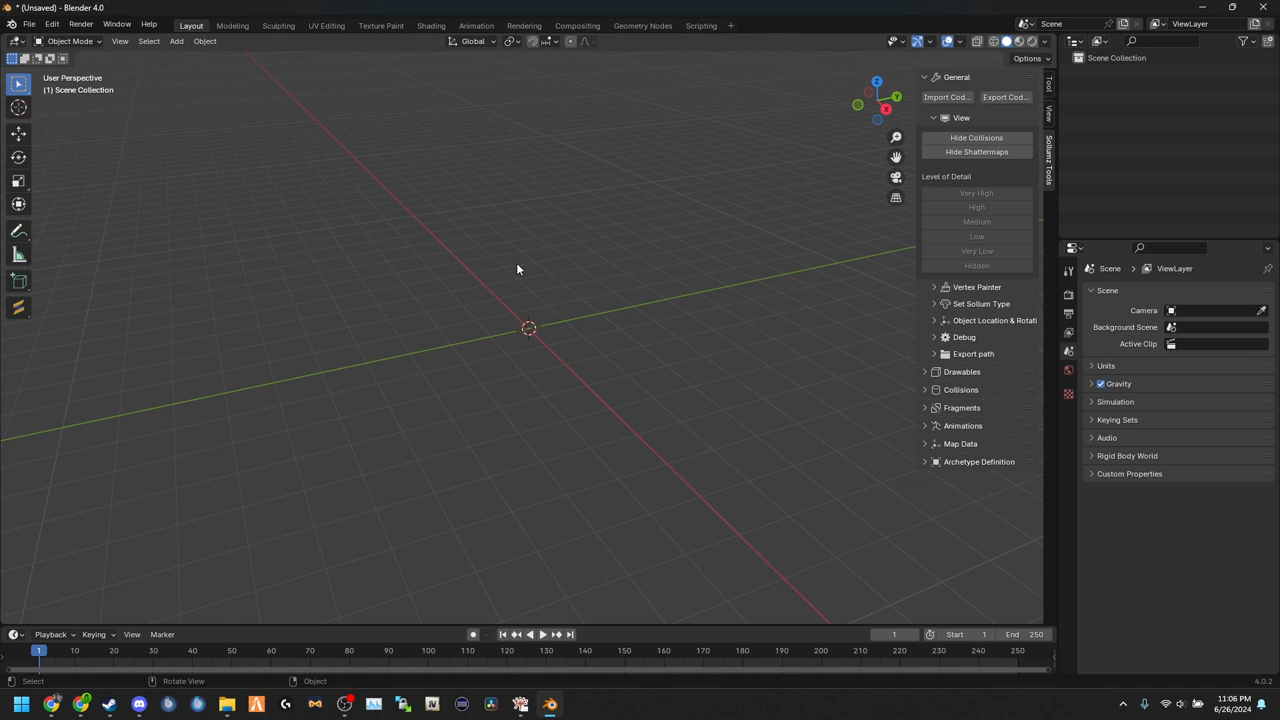 * (Unsaved) - Blender 4.0
File Edit Render Window Help Layout Modeling Sculpting UV Editing Texture Paint Shading Animation Rendering Compositing Geometry Nodes Scripting + Scene ViewLayer
Object Mode View Select Add Object Global
Options
User Perspective
(1) Scene Collection
Z
Y
X
General
Import Cod... Export Cod...
View
Hide Collisions
Hide Shattermaps
Level of Detail
Very High
High
Medium
Low
Very Low
Hidden
Vertex Painter
Set Sollum Type
Object Location & Rotati
Debug
Export path
Drawables
Collisions
Fragments
Animations
Map Data
Archetype Definition
Tool
View
Sollumz Tools
Scene Collection
Scene ViewLayer
Scene
Camera
Background Scene
Active Clip
Units
Gravity
Simulation
Keying Sets
Audio
Rigid Body World
Custom Properties
Playback Keying View Marker 1 Start 1 End 250
1 10 20 30 40 50 60 70 80 90 100 110 120 130 140 150 160 170 180 190 200 210 220 230 240 250
Select Rotate View Object 4.0.2
11:06 PM
6/26/2024